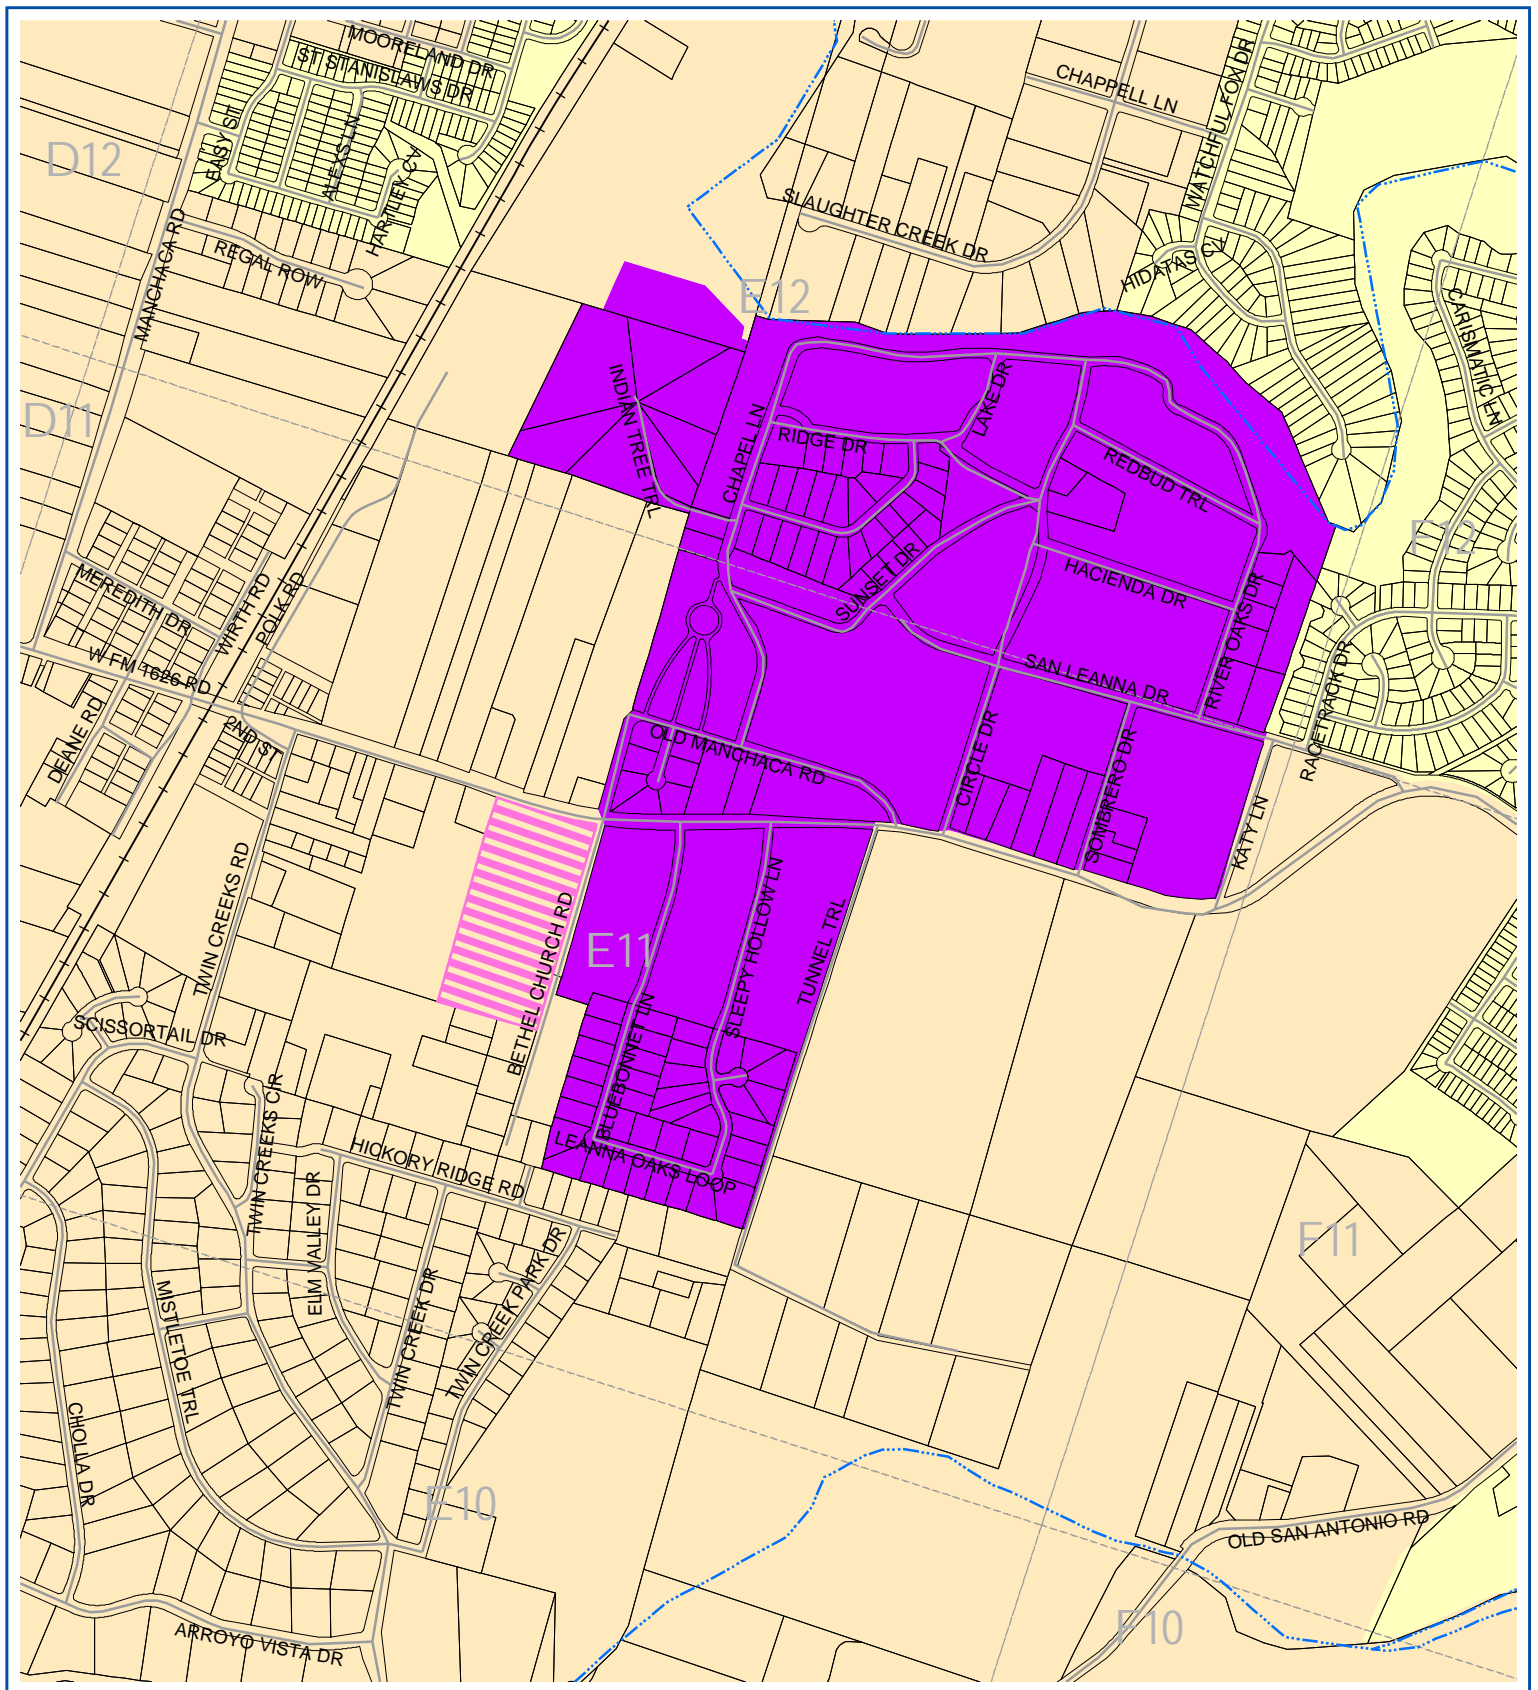 MOORELAND DR
ST STANISLAWS DR
CHAPPELL LN
WATCHFUL FOX DR
EASY ST
ALEXS LN
HARTLEY CV
D12
SLAUGHTER CREEK DR
MANCHACA RD
REGAL ROW
HIDATAS CV
E12
CARISMATIC LN
INDIAN TREE TRL
LAKE DR
D11
CHAPEL LN
RIDGE DR
REDBUD TRL
F12
MEREDITH DR
WIRTH RD
POLK RD
SUNSET DR
HACIENDA DR
RIVER OAKS DR
W FM 1626 RD
SAN LEANNA DR
RACETRACK DR
DEANE RD
2ND ST
OLD MANCHACA RD
CIRCLE DR
SOMBRERO DR
KATY LN
TWIN CREEKS RD
BETHEL CHURCH RD
E11
SLEEPY HOLLOW LN
TUNNEL TRL
SCISSORTAIL DR
BLUEBONNET LN
TWIN CREEKS CIR
HICKORY RIDGE RD
LEANNA OAKS LOOP
ELM VALLEY DR
F11
MISTLETOE TRL
TWIN CREEK DR
TWIN CREEK PARK DR
CHOLLA DR
E10
OLD SAN ANTONIO RD
F10
ARROYO VISTA DR